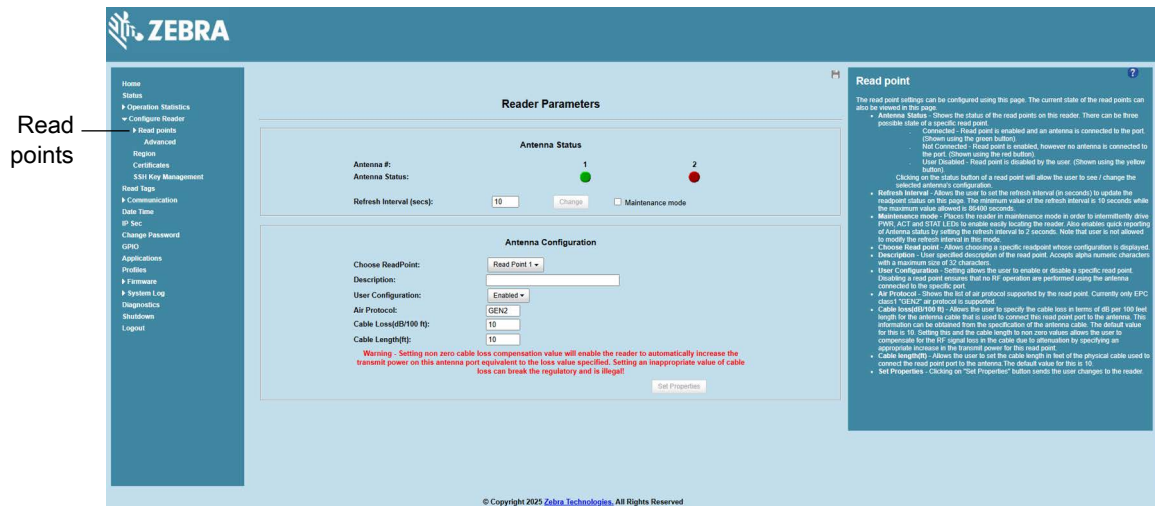 ZEBRA
Read
points
Home
Status
Operation Statistics
Configure Reader
Read points
Advanced
Region
Certificates
SSH Key Management
Read Tags
Communication
Date Time
IP Sec
Change Password
GPIO
Applications
Profiles
Firmware
System Log
Diagnostics
Shutdown
Logout
Reader Parameters
Antenna Status
Antenna #: 1 2
Antenna Status:
Refresh Interval (secs): 10 Change Maintenance mode
Antenna Configuration
Choose ReadPoint: Read Point 1
Description:
User Configuration: Enabled
Air Protocol: GEN2
Cable Loss(dB/100 ft): 10
Cable Length(ft): 10
Warning - Setting non zero cable loss compensation value will enable the reader to automatically increase the
transmit power on this antenna port equivalent to the loss value specified. Setting an inappropriate value of cable
loss can break the regulatory and is illegal!
Set Properties
Read point
?
The read point settings can be configured using this page. The current state of the read points can
also be viewed in this page.
• Antenna Status - Shows the status of the read points on this reader. There can be three
possible state of a specific read point.
Connected - Read point is enabled and an antenna is connected to the port.
(Shown using the green button).
Not Connected - Read point is enabled, however no antenna is connected to
the port. (Shown using the red button).
User Disabled - Read point is disabled by the user. (Shown using the yellow
button).
Clicking on the status button of a read point will allow the user to see / change the
selected antenna's configuration.
• Refresh Interval - Allows the user to set the refresh interval (in seconds) to update the
readpoint status on this page. The minimum value of the refresh interval is 10 seconds while
the maximum value allowed is 86400 seconds.
• Maintenance mode - Places the reader in maintenance mode in order to intermittently drive
PWR, ACT and STAT LEDs to enable easily locating the reader. Also enables quick reporting
of Antenna status by setting the refresh interval to 2 seconds. Note that user is not allowed
to modify the refresh interval in this mode.
• Choose Read point - Allows choosing a specific readpoint whose configuration is displayed.
• Description - User specified description of the read point. Accepts alpha numeric characters
with a maximum size of 32 characters.
• User Configuration - Setting allows the user to enable or disable a specific read point.
Disabling a read point ensures that no RF operation are performed using the antenna
connected to the specific port.
• Air Protocol - Shows the list of air protocol supported by the read point. Currently only EPC
class1 "GEN2" air protocol is supported.
• Cable loss(dB/100 ft) - Allows the user to specify the cable loss in terms of dB per 100 feet
length for the antenna cable that is used to connect this read point port to the antenna. This
information can be obtained from the specification of the antenna cable. The default value
for this is 10. Setting this and the cable length to non zero values allows the user to
compensate for the RF signal loss in the cable due to attenuation by specifying an
appropriate increase in the transmit power for this read point.
• Cable length(ft) - Allows the user to set the cable length in feet of the physical cable used to
connect the read point port to the antenna.The default value for this is 10.
• Set Properties - Clicking on "Set Properties" button sends the user changes to the reader.
© Copyright 2025 Zebra Technologies. All Rights Reserved